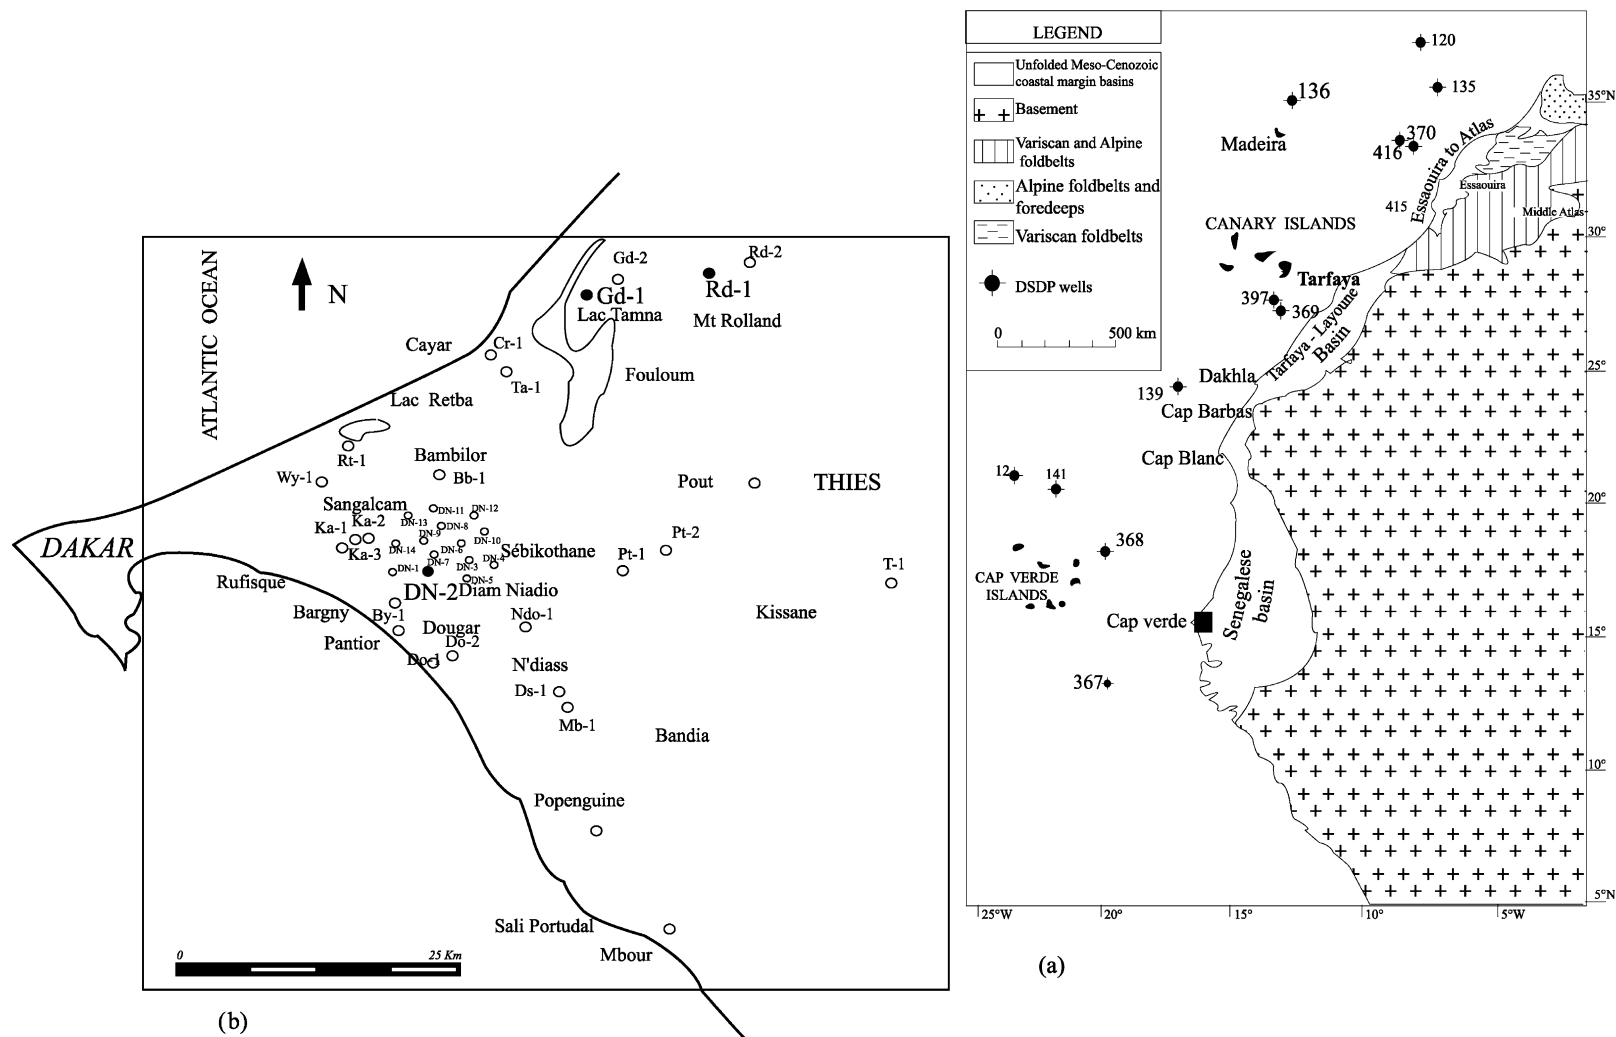 LEGEND
Unfolded Meso-Cenozoic
coastal margin basins
Basement
Variscan and Alpine
foldbelts
Alpine foldbelts and
foredeeps
Variscan foldbelts
DSDP wells
0
500 km
120
135
136
35°N
Madeira
370
416
Essaouira to Atlas
Essaouira
415
Middle Atlas
CANARY ISLANDS
30°
Tarfaya
397
369
Tarfaya - Layoune
Basin
25°
Dakhla
139
Cap Barbas
Cap Blanc
12
141
20°
368
CAP VERDE
ISLANDS
Senegalese
basin
Cap verde
15°
367
10°
5°N
25°W
20°
15°
10°
5°W
(a)
ATLANTIC OCEAN
N
Gd-2
Rd-2
Gd-1
Rd-1
Lac Tamna
Mt Rolland
Cayar
Cr-1
Ta-1
Fouloum
Lac Retba
Rt-1
Bambilor
Wy-1
Bb-1
Pout
THIES
Sangalcam
DN-11
DN-12
Ka-1
Ka-2
DN-13
DN-8
DN-9
DN-10
Pt-2
DAKAR
Ka-3
DN-14
DN-6
Sébikothane
Pt-1
DN-7
DN-4
DN-3
T-1
Rufisque
DN-1
DN-5
DN-2
Diam Niadio
Bargny
By-1
Ndo-1
Kissane
Dougar
Pantior
Do-2
Do-1
N'diass
Ds-1
Mb-1
Bandia
Popenguine
Sali Portudal
Mbour
0
25 Km
(b)